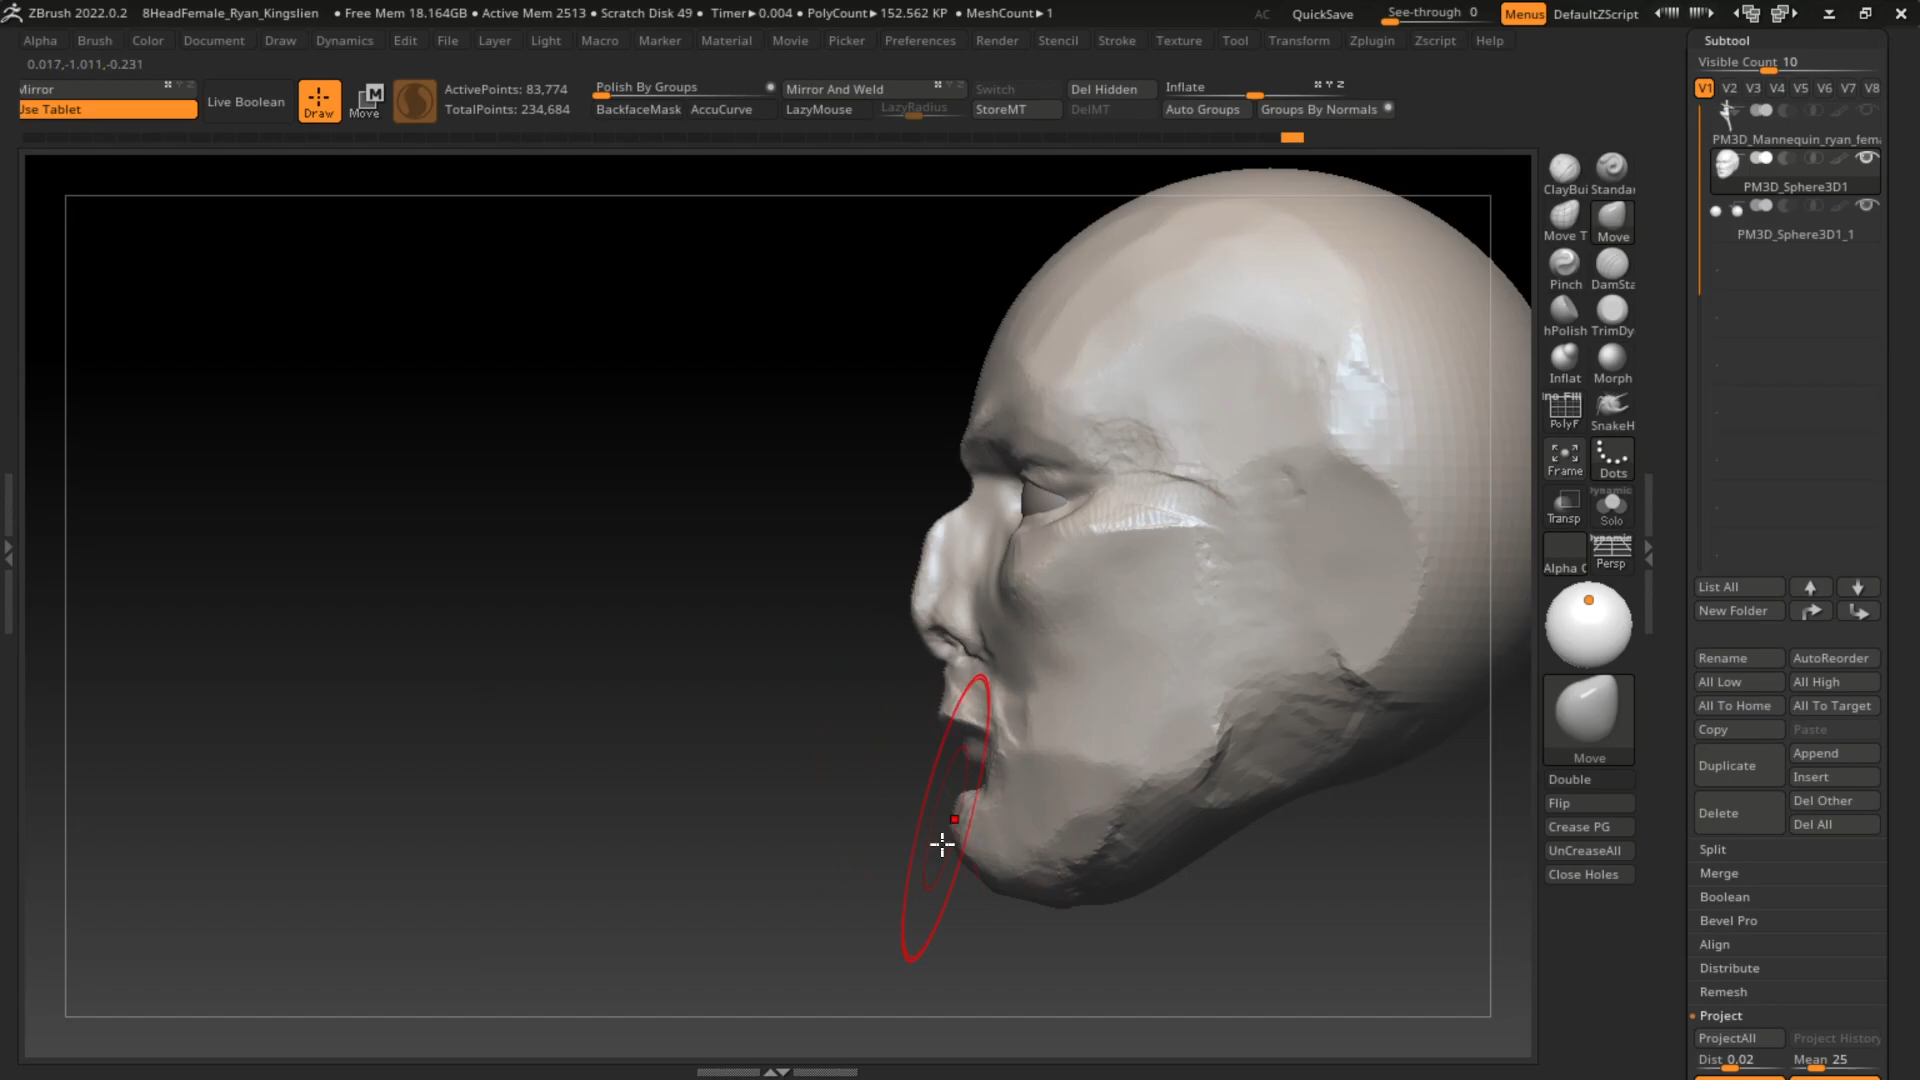 ZBrush 2022.0.2 8HeadFemale_Ryan_Kingslien • Free Mem 18.164GB • Active Mem 2513 • Scratch Disk 49 • Timer▸0.004 • PolyCount▸152.562 KP • MeshCount▸1 AC QuickSave See-through 0 Menus DefaultZScript
Alpha Brush Color Document Draw Dynamics Edit File Layer Light Macro Marker Material Movie Picker Preferences Render Stencil Stroke Texture Tool Transform Zplugin Zscript Help
0.017,-1.011,-0.231
Mirror
Use Tablet
Live Boolean
Draw
Move
ActivePoints: 83,774
TotalPoints: 234,684
Polish By Groups
BackfaceMask AccuCurve
Mirror And Weld
LazyMouse LazyRadius
Switch
StoreMT
Del Hidden
DelMT
Inflate
Auto Groups Groups By Normals
ClayBui Standar
Move T Move
Pinch DamSta
hPolish TrimDy
Inflat Morph
PolyF SnakeH
Frame Dots
Dynamic
Transp Solo
Dynamic
Persp
Move
Double
Flip
Crease PG
UnCreaseAll
Close Holes
Subtool
Visible Count 10
V1 V2 V3 V4 V5 V6 V7 V8
PM3D_Mannequin_ryan_fema
PM3D_Sphere3D1
PM3D_Sphere3D1_1
List All
New Folder
Rename AutoReorder
All Low All High
All To Home All To Target
Copy Paste
Duplicate Append
Insert
Delete Del Other
Del All
Split
Merge
Boolean
Bevel Pro
Align
Distribute
Remesh
Project
ProjectAll Project History
Dist 0.02 Mean 25